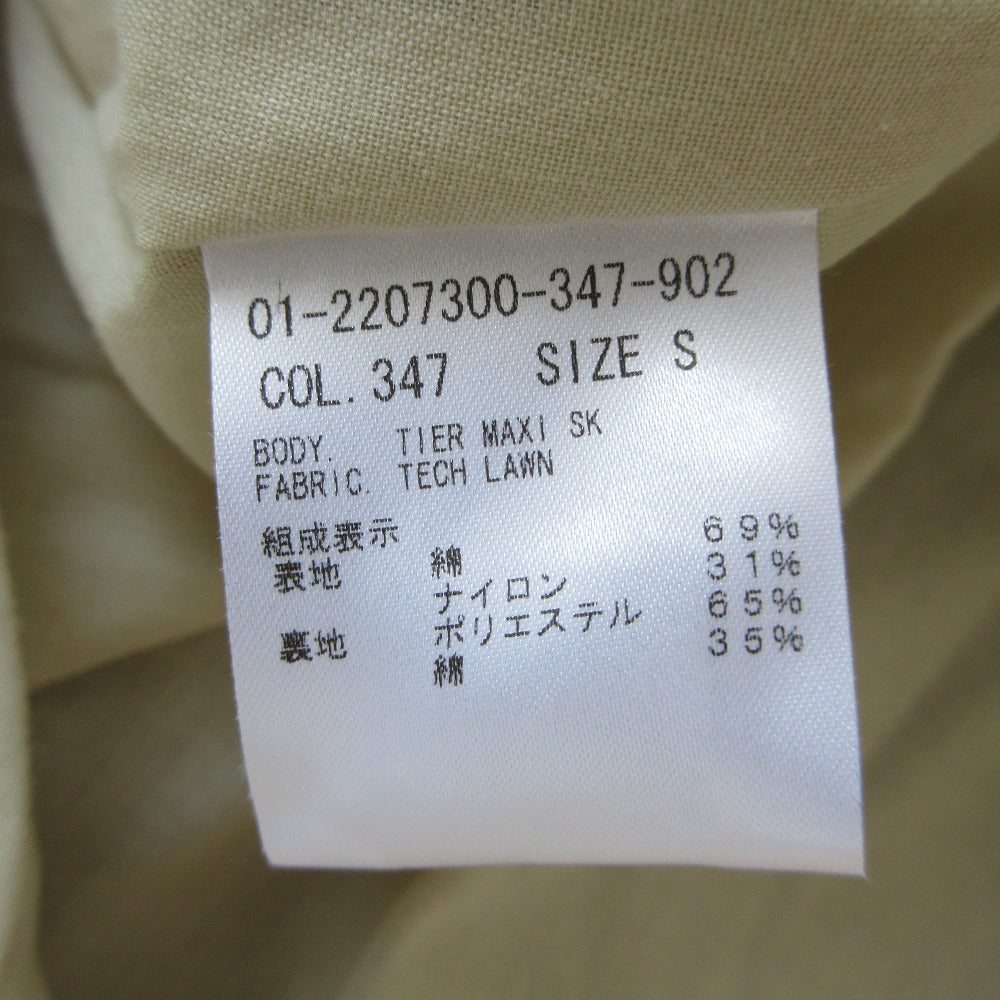 01-2207300-347-902
COL.347 SIZE S
BODY. TIER MAXI SK
FABRIC. TECH LAWN
組成表示
表地 綿 69%
ナイロン 31%
裏地 ポリエステル 65%
綿 35%